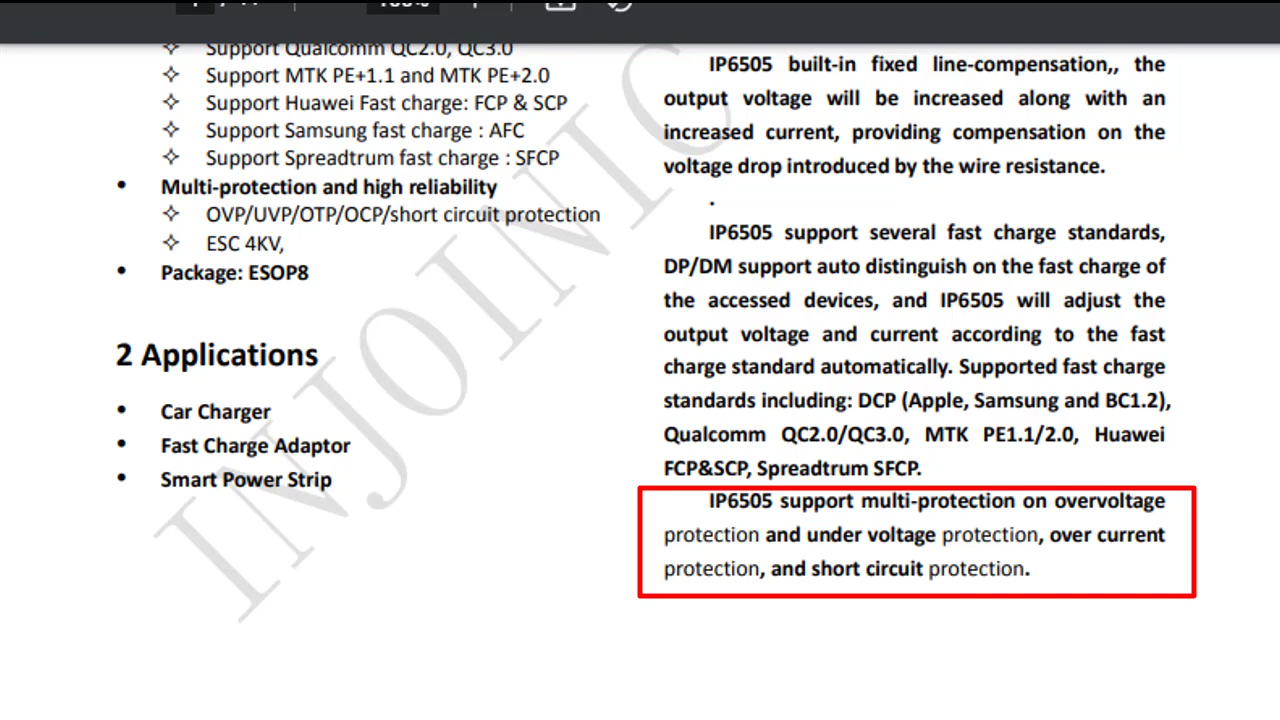 Support Qualcomm QC2.0, QC3.0
Support MTK PE+1.1 and MTK PE+2.0
Support Huawei Fast charge: FCP & SCP
Support Samsung fast charge : AFC
Support Spreadtrum fast charge : SFCP
Multi-protection and high reliability
OVP/UVP/OTP/OCP/short circuit protection
ESC 4KV,
Package: ESOP8
2 Applications
Car Charger
Fast Charge Adaptor
Smart Power Strip
IP6505 built-in fixed line-compensation,, the
output voltage will be increased along with an
increased current, providing compensation on the
voltage drop introduced by the wire resistance.
.
IP6505 support several fast charge standards,
DP/DM support auto distinguish on the fast charge of
the accessed devices, and IP6505 will adjust the
output voltage and current according to the fast
charge standard automatically. Supported fast charge
standards including: DCP (Apple, Samsung and BC1.2),
Qualcomm QC2.0/QC3.0, MTK PE1.1/2.0, Huawei
FCP&SCP, Spreadtrum SFCP.
IP6505 support multi-protection on overvoltage
protection and under voltage protection, over current
protection, and short circuit protection.
INJOINIC